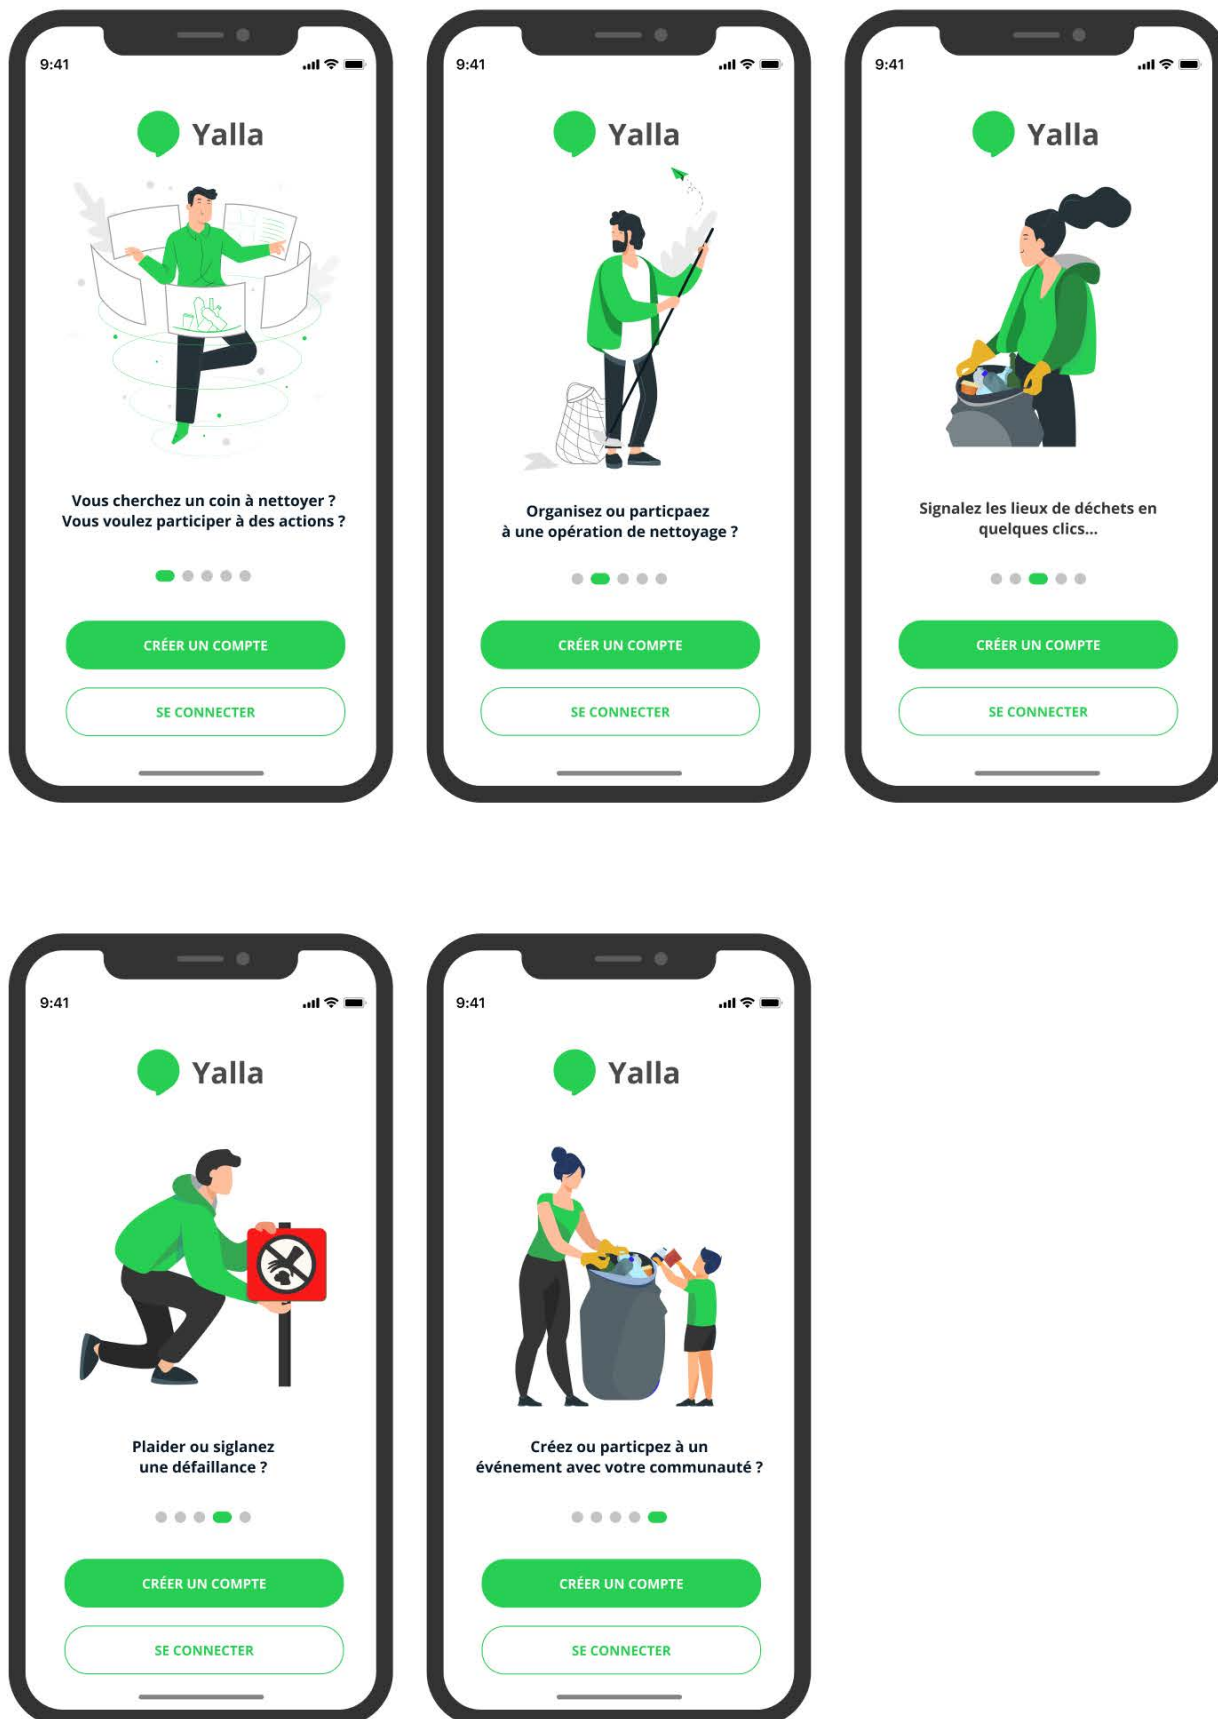 9:41
Yalla
Vous cherchez un coin à nettoyer ?
Vous voulez participer à des actions ?
CRÉER UN COMPTE
SE CONNECTER
9:41
Yalla
Organisez ou particpaez
à une opération de nettoyage ?
CRÉER UN COMPTE
SE CONNECTER
9:41
Yalla
Signalez les lieux de déchets en
quelques clics...
CRÉER UN COMPTE
SE CONNECTER
9:41
Yalla
Plaider ou siglanez
une défaillance ?
CRÉER UN COMPTE
SE CONNECTER
9:41
Yalla
Créez ou particpez à un
événement avec votre communauté ?
CRÉER UN COMPTE
SE CONNECTER